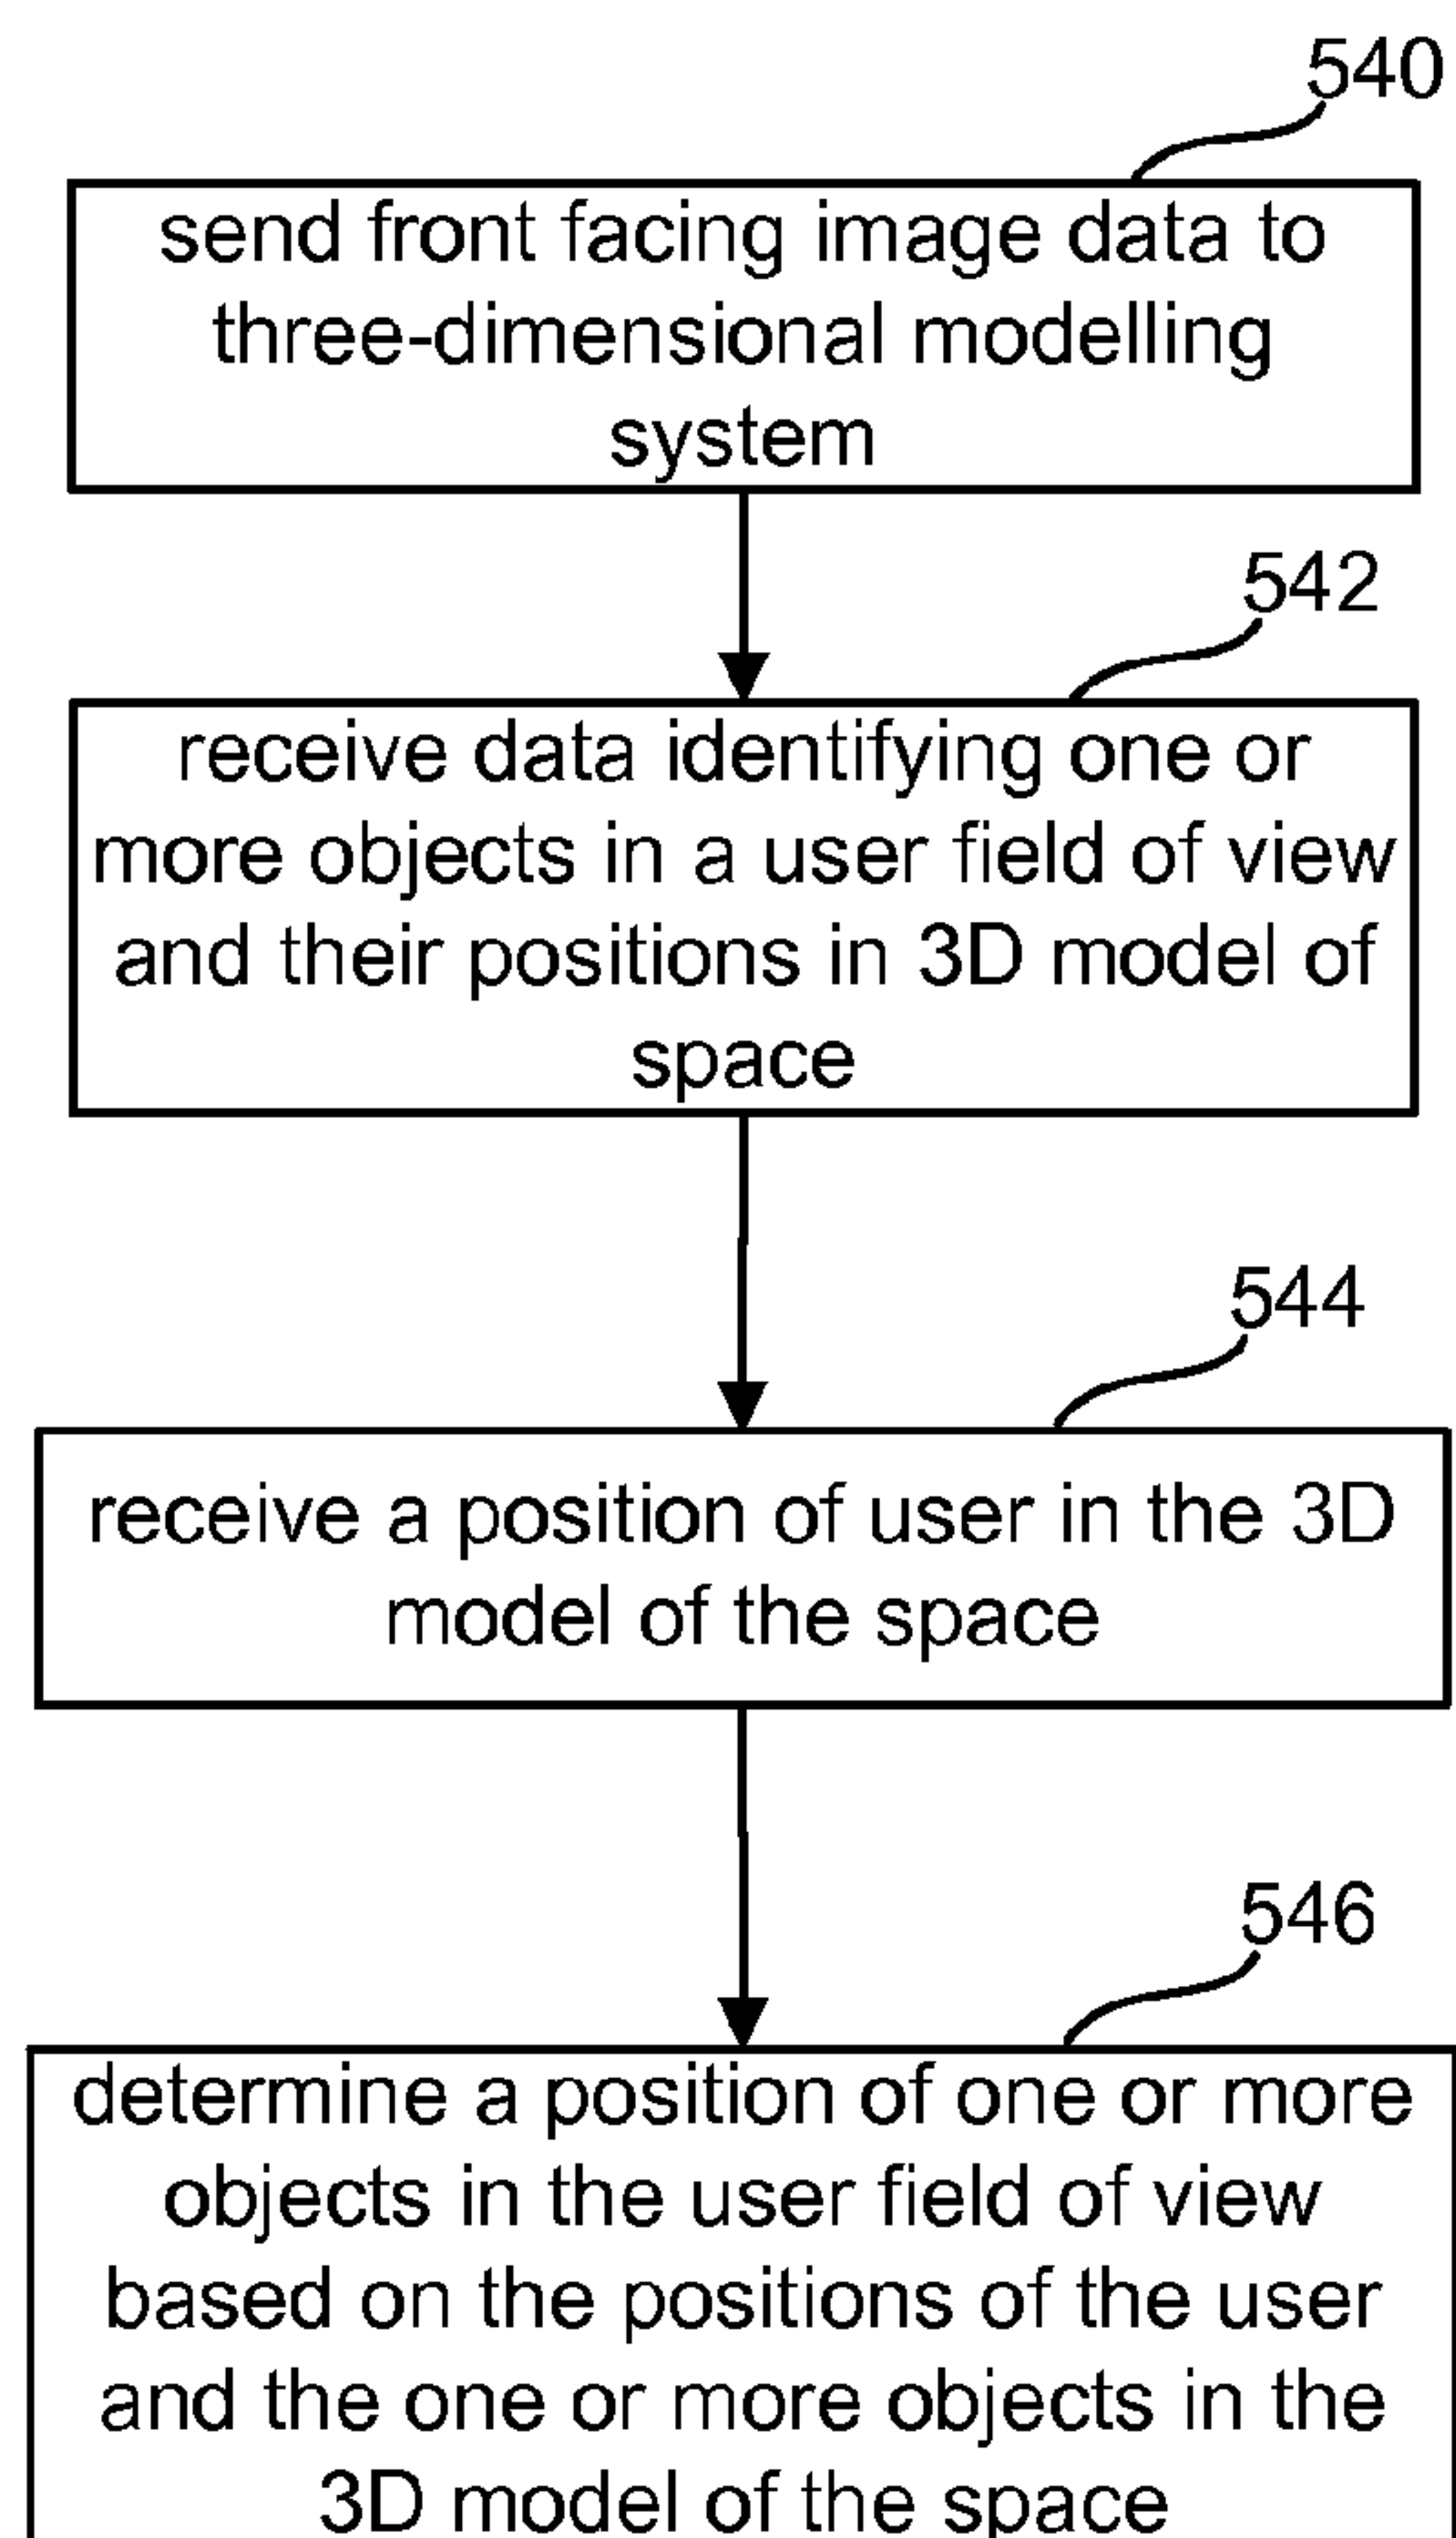 540
send front facing image data to
three-dimensional modelling
system
542
receive data identifying one or
more objects in a user field of view
and their positions in 3D model of
space
544
receive a position of user in the 3D
model of the space
546
determine a position of one or more
objects in the user field of view
based on the positions of the user
and the one or more objects in the
3D model of the space